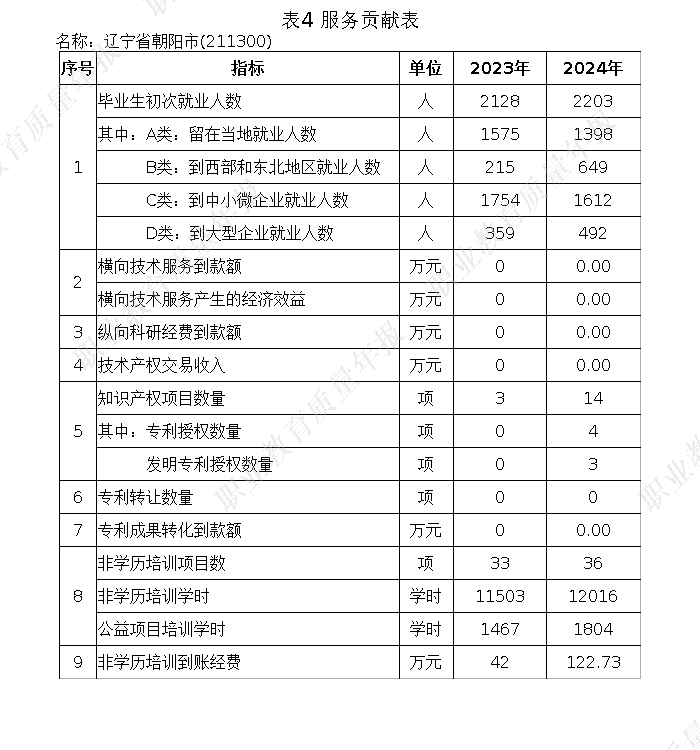 表4 服务贡献表
名称：辽宁省朝阳市(211300)
序号 指标 单位 2023年 2024年
1 毕业生初次就业人数 人 2128 2203
其中：A类：留在当地就业人数 人 1575 1398
B类：到西部和东北地区就业人数 人 215 649
C类：到中小微企业就业人数 人 1754 1612
D类：到大型企业就业人数 人 359 492
2 横向技术服务到款额 万元 0 0.00
横向技术服务产生的经济效益 万元 0 0.00
3 纵向科研经费到款额 万元 0 0.00
4 技术产权交易收入 万元 0 0.00
5 知识产权项目数量 项 3 14
其中：专利授权数量 项 0 4
发明专利授权数量 项 0 3
6 专利转让数量 项 0 0
7 专利成果转化到款额 万元 0 0.00
8 非学历培训项目数 项 33 36
非学历培训学时 学时 11503 12016
公益项目培训学时 学时 1467 1804
9 非学历培训到账经费 万元 42 122.73
职业教育质量年报